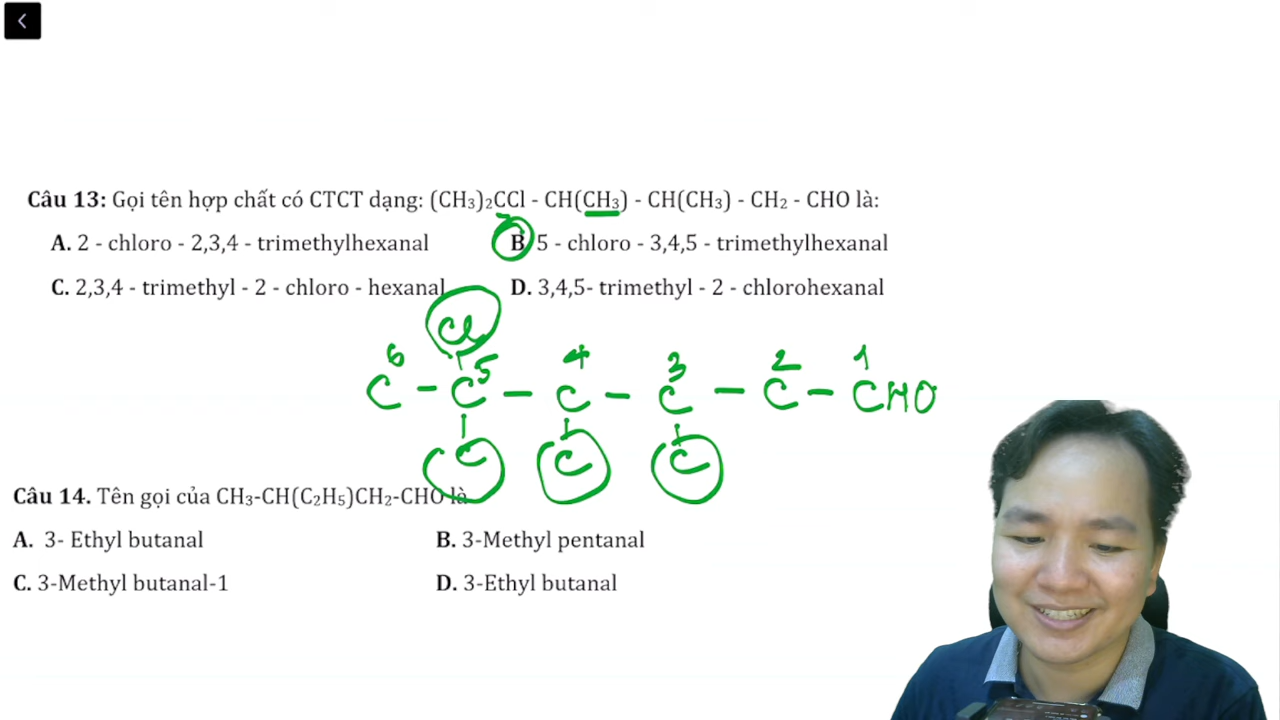 Câu 13: Gọi tên hợp chất có CTCT dạng: (CH₃)₂CCl - CH(CH₃) - CH(CH₃) - CH₂ - CHO là:
A. 2 - chloro - 2,3,4 - trimethylhexanal B. 5 - chloro - 3,4,5 - trimethylhexanal
C. 2,3,4 - trimethyl - 2 - chloro - hexanal D. 3,4,5- trimethyl - 2 - chlorohexanal
Cl
6 5 4 3 2 1
C - C - C - C - C - CHO
C C C
Câu 14. Tên gọi của CH₃-CH(C₂H₅)CH₂-CHO là
A. 3- Ethyl butanal B. 3-Methyl pentanal
C. 3-Methyl butanal-1 D. 3-Ethyl butanal